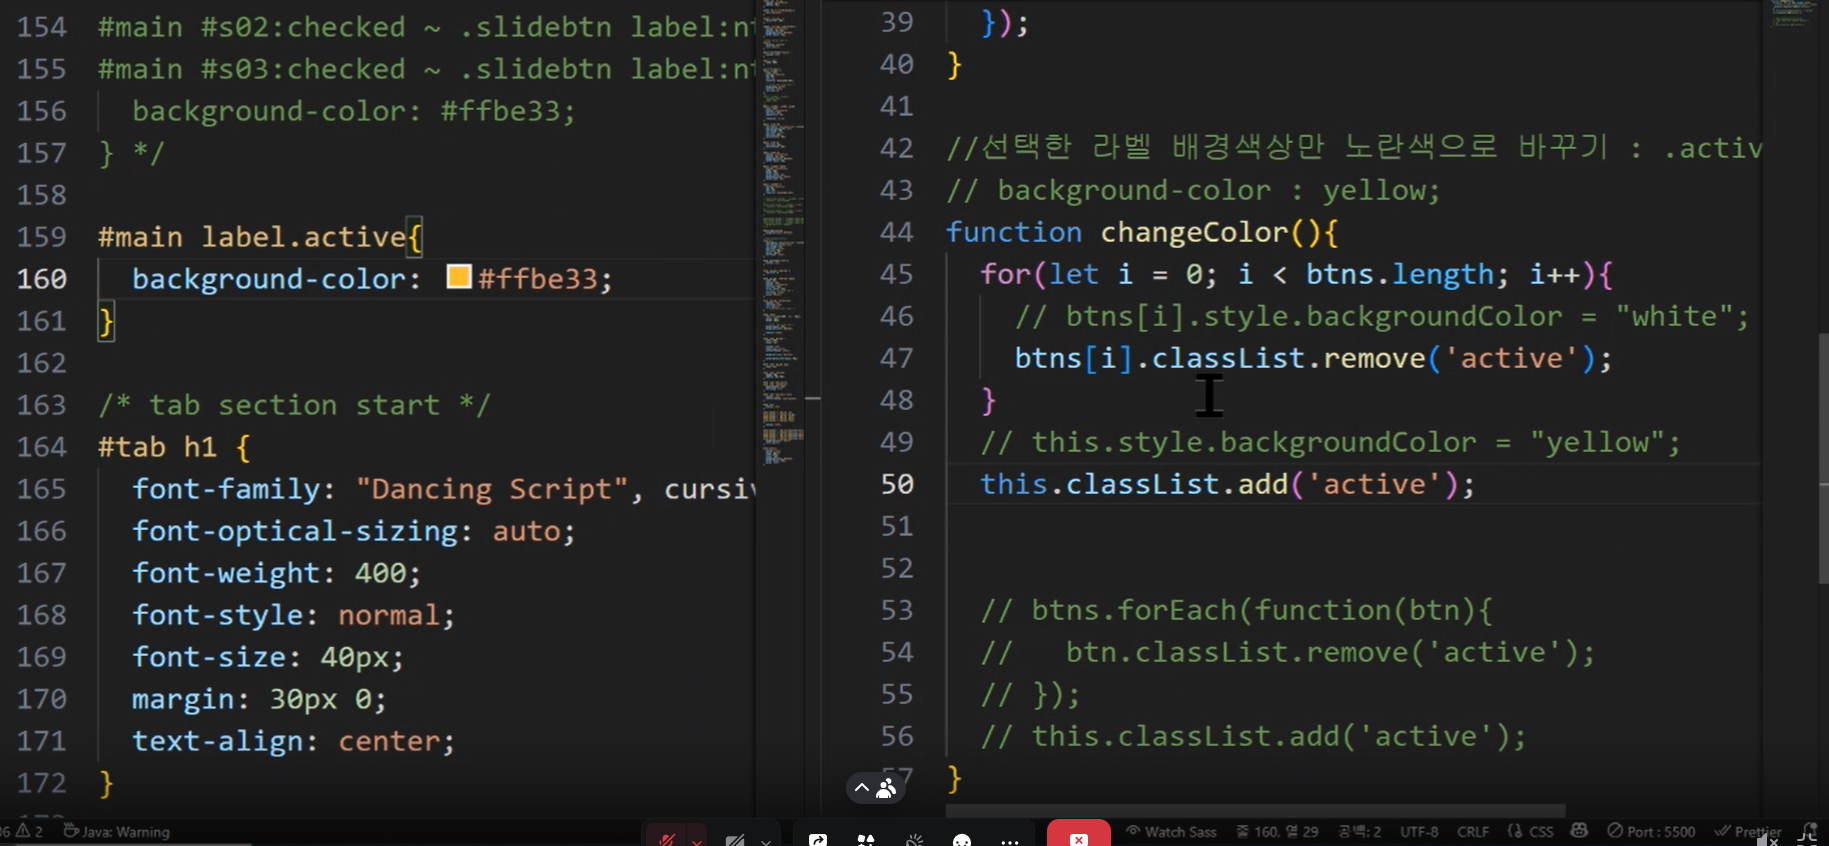 154 #main #s02:checked ~ .slidebtn label:nt
155 #main #s03:checked ~ .slidebtn label:nt
156 background-color: #ffbe33;
157 } */
158
159 #main label.active{
160 background-color: #ffbe33;
161 }
162
163 /* tab section start */
164 #tab h1 {
165 font-family: "Dancing Script", cursiv
166 font-optical-sizing: auto;
167 font-weight: 400;
168 font-style: normal;
169 font-size: 40px;
170 margin: 30px 0;
171 text-align: center;
172 }
39 });
40 }
41
42 //선택한 라벨 배경색상만 노란색으로 바꾸기 : .activ
43 // background-color : yellow;
44 function changeColor(){
45 for(let i = 0; i < btns.length; i++){
46 // btns[i].style.backgroundColor = "white";
47 btns[i].classList.remove('active');
48 }
49 // this.style.backgroundColor = "yellow";
50 this.classList.add('active');
51
52
53 // btns.forEach(function(btn){
54 // btn.classList.remove('active');
55 // });
56 // this.classList.add('active');
57 }
2 Java: Warning
Watch Sass 줄 160, 열 29 공백: 2 UTF-8 CRLF CSS Port : 5500 Prettier